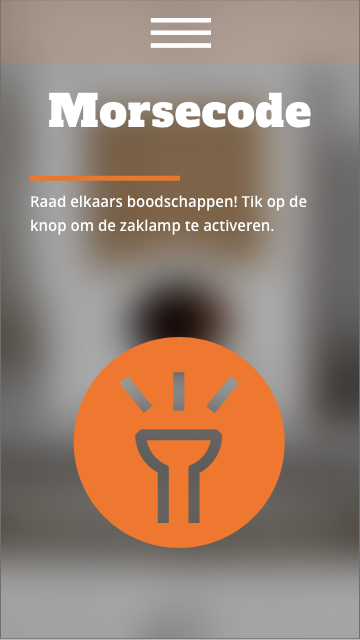 Morsecode
Raad elkaars boodschappen! Tik op de
knop om de zaklamp te activeren.